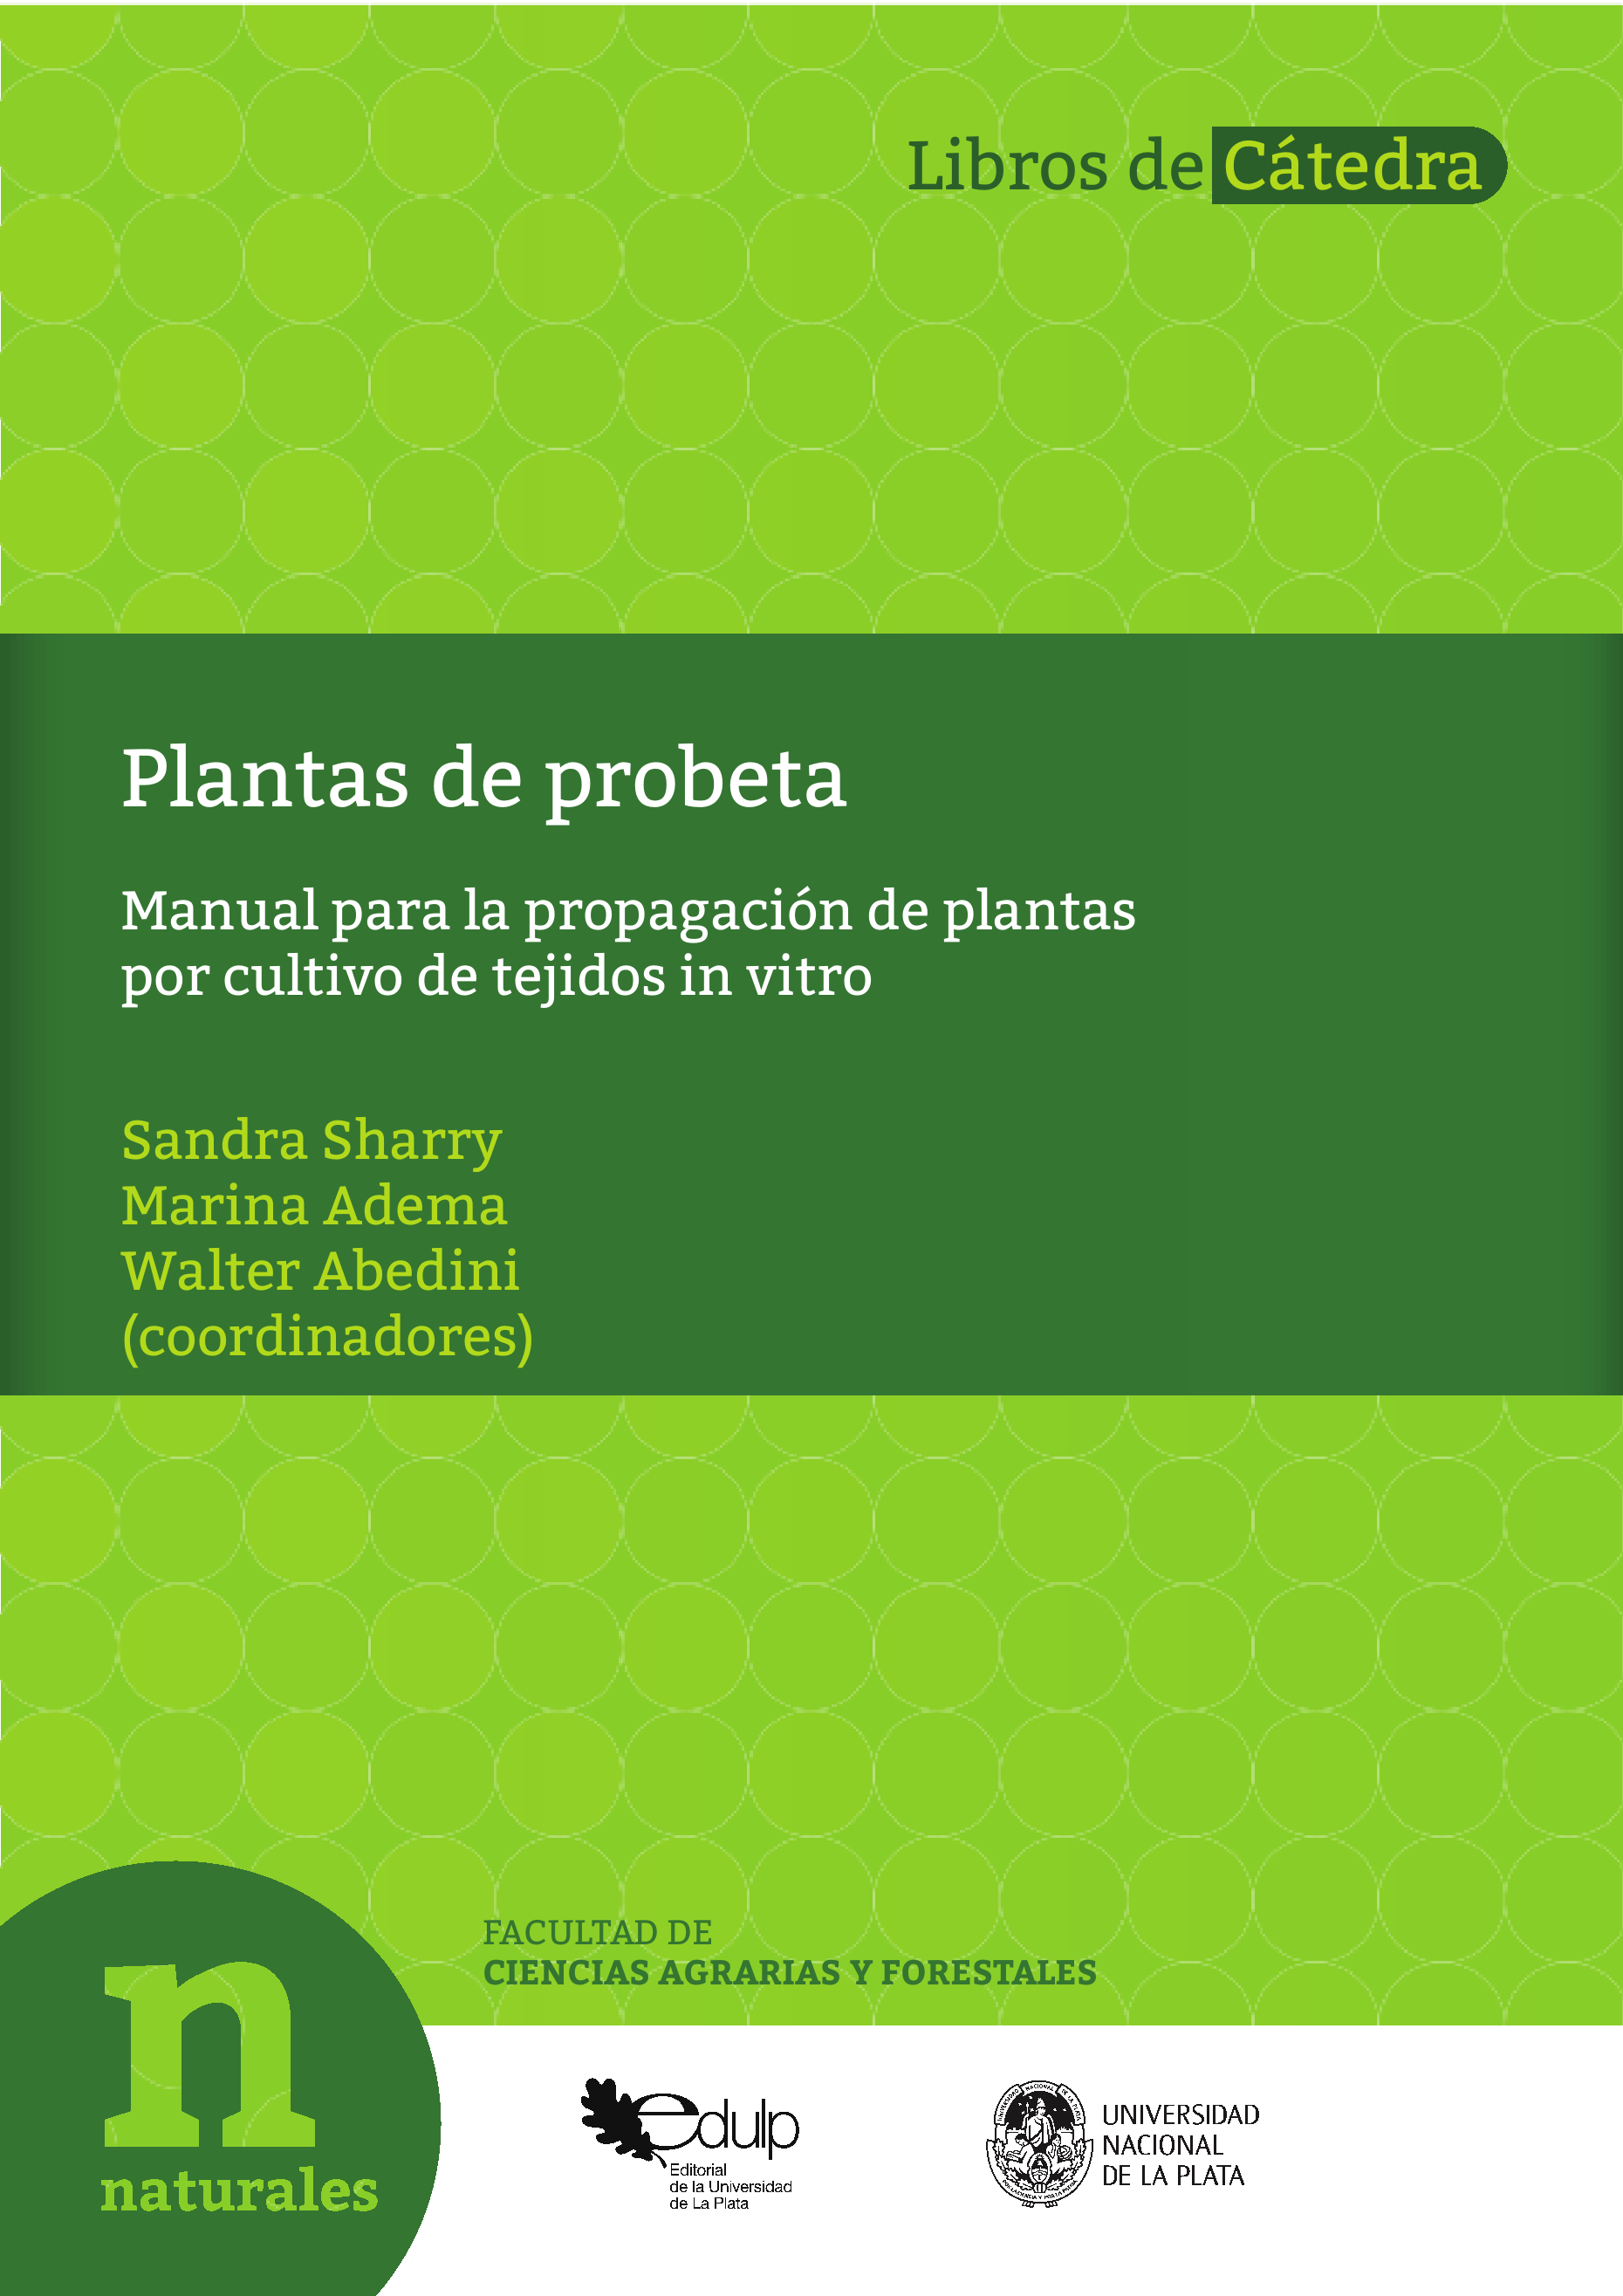 Libros de Cátedra
Plantas de probeta
Manual para la propagación de plantas
por cultivo de tejidos in vitro
Sandra Sharry
Marina Adema
Walter Abedini
(coordinadores)
FACULTAD DE
CIENCIAS AGRARIAS Y FORESTALES
n
naturales
edulp
Editorial
de la Universidad
de La Plata
UNIVERSIDAD
NACIONAL
DE LA PLATA